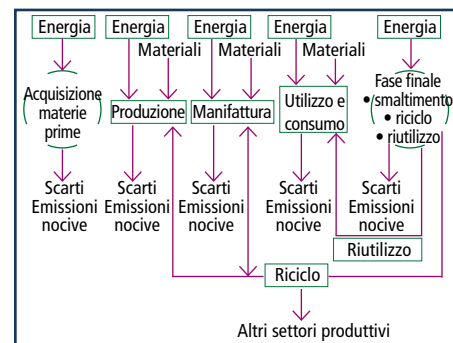 Energia Energia Energia Energia Energia
Materiali Materiali Materiali
Acquisizione
materie
prime
Produzione
Manifattura
Utilizzo e
consumo
Fase finale
• smaltimento
• riciclo
• riutilizzo
Scarti
Emissioni
nocive
Scarti
Emissioni
nocive
Scarti
Emissioni
nocive
Scarti
Emissioni
nocive
Scarti
Emissioni
nocive
Riutilizzo
Riciclo
Altri settori produttivi